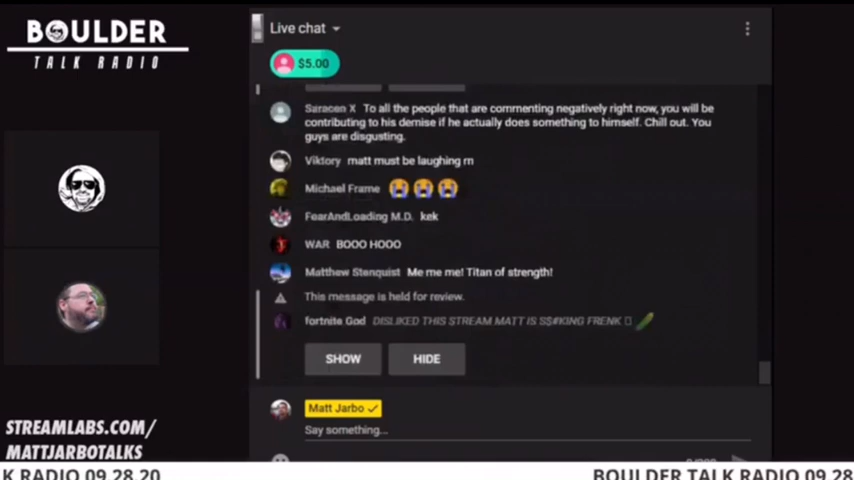 BOULDER
TALK RADIO
Live chat
$5.00
Saracen X To all the people that are commenting negatively right now, you will be
contributing to his demise if he actually does something to himself. Chill out. You
guys are disgusting.
Viktory matt must be laughing rn
Michael Frame 😭😭😭
FearAndLoading M.D. kek
WAR BOOO HOOO
Matthew Stenquist Me me me! Titan of strength!
This message is held for review.
fortnite God DISLIKED THIS STREAM MATT IS S$#KING FRENK
SHOW HIDE
Matt Jarbo ✓
Say something...
STREAMLABS.COM/
MATTJARBOTALKS
K RADIO 09.28.20 BOULDER TALK RADIO 09.28